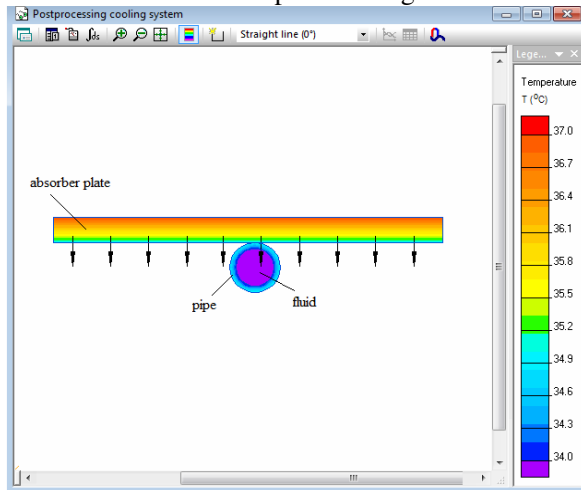 Postprocessing cooling system
Straight line (0°)
Lege...
Temperature
T (⁰C)
37.0
36.7
36.4
36.1
35.8
35.5
35.2
34.9
34.6
34.3
34.0
absorber plate
pipe
fluid